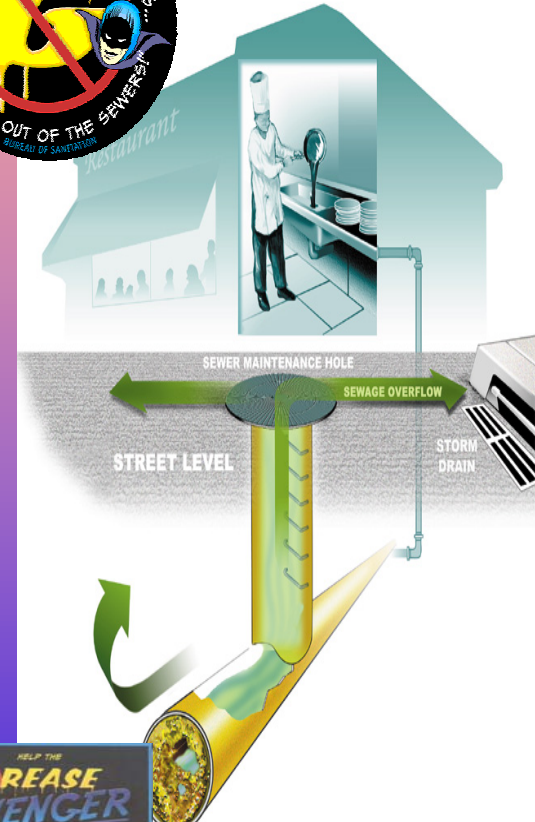 OUT OF THE SEWERS!"
BUREAU OF SANITATION
Restaurant
SEWER MAINTENANCE HOLE
SEWAGE OVERFLOW
STREET LEVEL
STORM
DRAIN
HELP THE
REASE
ENGER